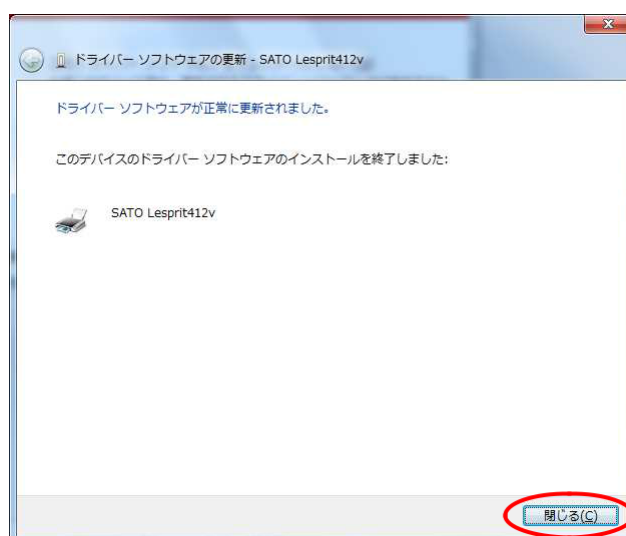 ドライバー ソフトウェアの更新 - SATO Lesprit412v
ドライバー ソフトウェアが正常に更新されました。
このデバイスのドライバー ソフトウェアのインストールを終了しました:
SATO Lesprit412v
閉じる(C)